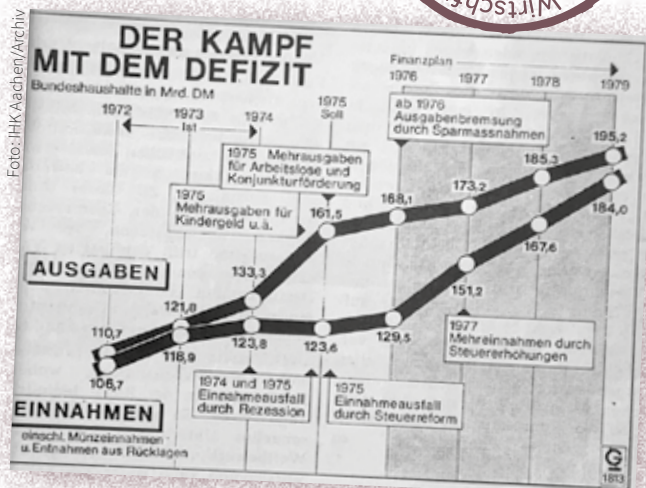 Wirtschf
Foto: IHK Aachen/Archiv
DER KAMPF
MIT DEM DEFIZIT
Bundeshaushalte in Mrd. DM
1972
1973
Ist
1974
1975
Soll
Finanzplan
1976
1977
1978
1979
ab 1976
Ausgabenbremsung
durch Sparmassnahmen
1975 Mehrausgaben
für Arbeitslose und
Konjunkturförderung
1975
Mehrausgaben für
Kindergeld u.ä.
AUSGABEN
110,7
121,8
133,3
161,5
168,1
173,2
185,3
195,2
106,7
118,9
123,8
123,6
129,5
151,2
167,6
184,0
1977
Mehreinnahmen durch
Steuererhöhungen
1974 und 1975
Einnahmeausfall
durch Rezession
1975
Einnahmeausfall
durch Steuerreform
EINNAHMEN
einschl. Münzeinnahmen
u. Entnahmen aus Rücklagen
G
1813